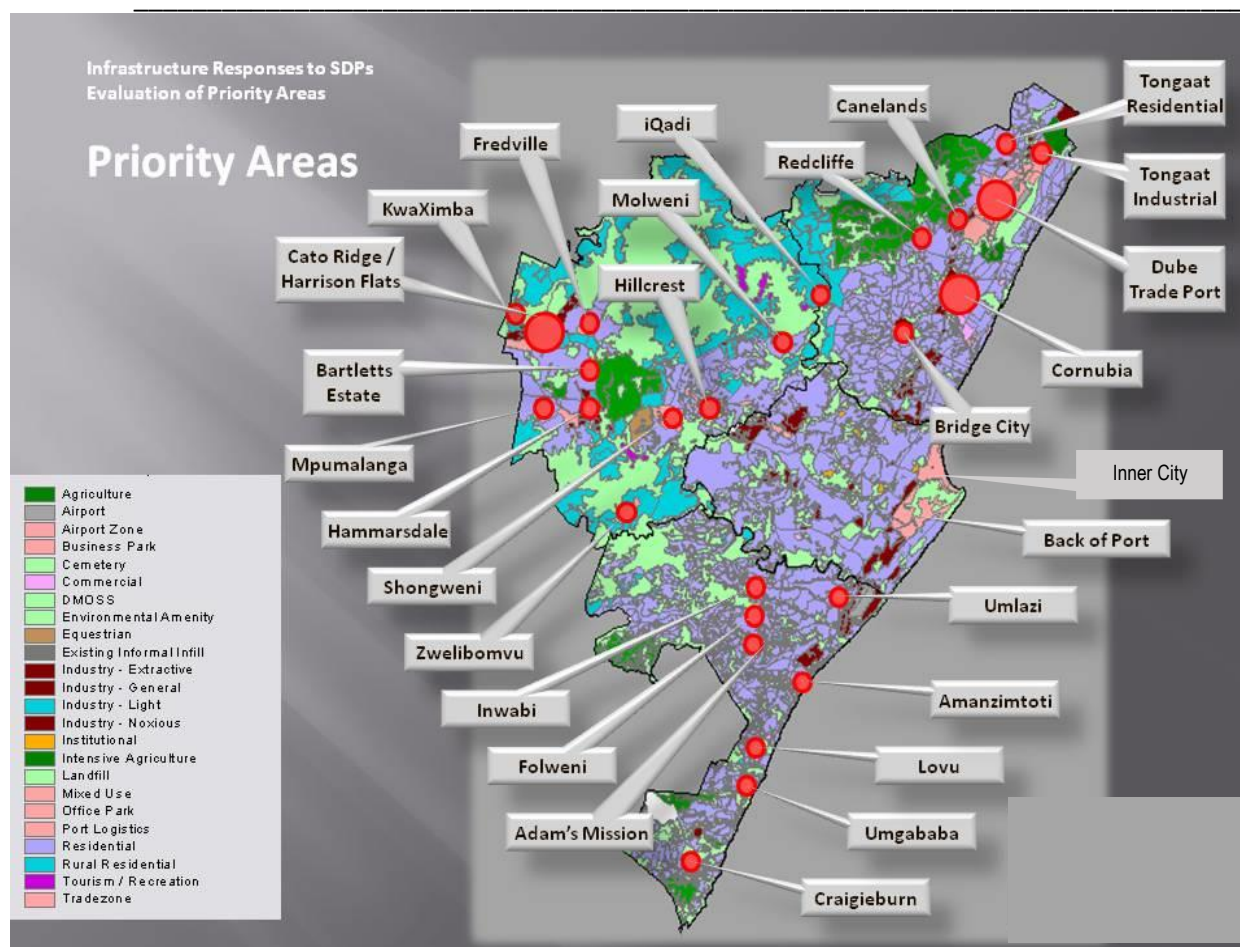 Infrastructure Responses to SDPs
Evaluation of Priority Areas
Priority Areas
Tongaat
Residential
Canelands
iQadi
Fredville
Redcliffe
Tongaat
Industrial
Molweni
KwaXimba
Cato Ridge /
Harrison Flats
Hillcrest
Dube
Trade Port
Bartletts
Estate
Cornubia
Bridge City
Mpumalanga
Inner City
Hammarsdale
Back of Port
Shongweni
Umlazi
Zwelibomvu
Inwabi
Amanzimtoti
Folweni
Lovu
Adam's Mission
Umgababa
Craigieburn
Agriculture
Airport
Airport Zone
Business Park
Cemetery
Commercial
DMOSS
Environmental Amenity
Equestrian
Existing Informal Infill
Industry - Extractive
Industry - General
Industry - Light
Industry - Noxious
Institutional
Intensive Agriculture
Landfill
Mixed Use
Office Park
Port Logistics
Residential
Rural Residential
Tourism / Recreation
Tradezone